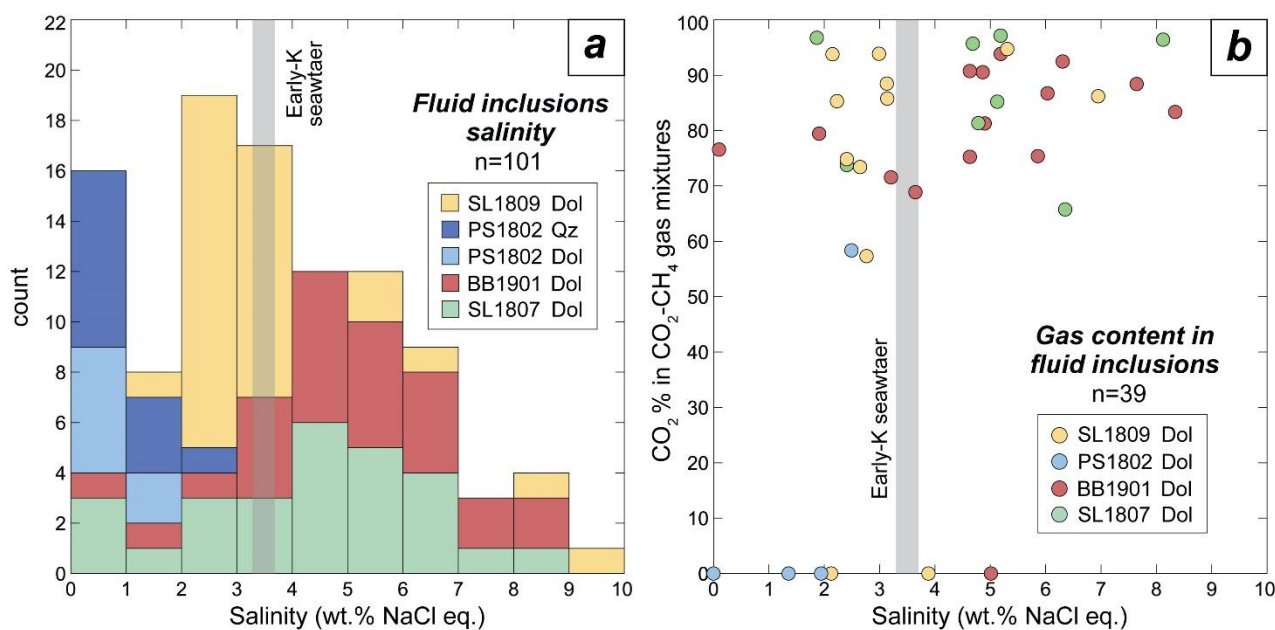 a
Early-K
seawtaer
Fluid inclusions
salinity
n=101
SL1809 Dol
PS1802 Qz
PS1802 Dol
BB1901 Dol
SL1807 Dol
count
22
20
18
16
14
12
10
8
6
4
2
0
0 1 2 3 4 5 6 7 8 9 10
Salinity (wt.% NaCl eq.)
b
CO₂ % in CO₂-CH₄ gas mixtures
100
90
80
70
60
50
40
30
20
10
0
Early-K seawtaer
Gas content in
fluid inclusions
n=39
SL1809 Dol
PS1802 Dol
BB1901 Dol
SL1807 Dol
0 1 2 3 4 5 6 7 8 9 10
Salinity (wt.% NaCl eq.)